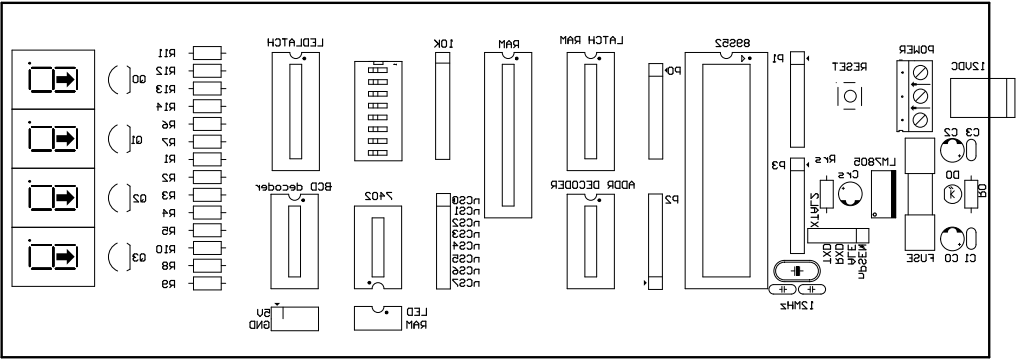 LEDLATCH
10K
RAM
LATCH RAM
89S52
P1
POWER
12VDC
R11
R12
R13
R14
R6
R7
R1
R2
R3
R4
R5
R10
R8
R9
Q0
Q1
Q2
Q3
P0
RESET
C2
C3
P3
Rrs
Crs
LM7805
D0
R0
BCD decoder
7402
nCS0
nCS1
nCS2
nCS3
nCS4
nCS5
nCS6
nCS7
ADDR DECODER
P2
XTAL2
TXD
RXD
ALE
nPSEN
FUSE
C0
C1
5V
GND
LED
RAM
12MHz